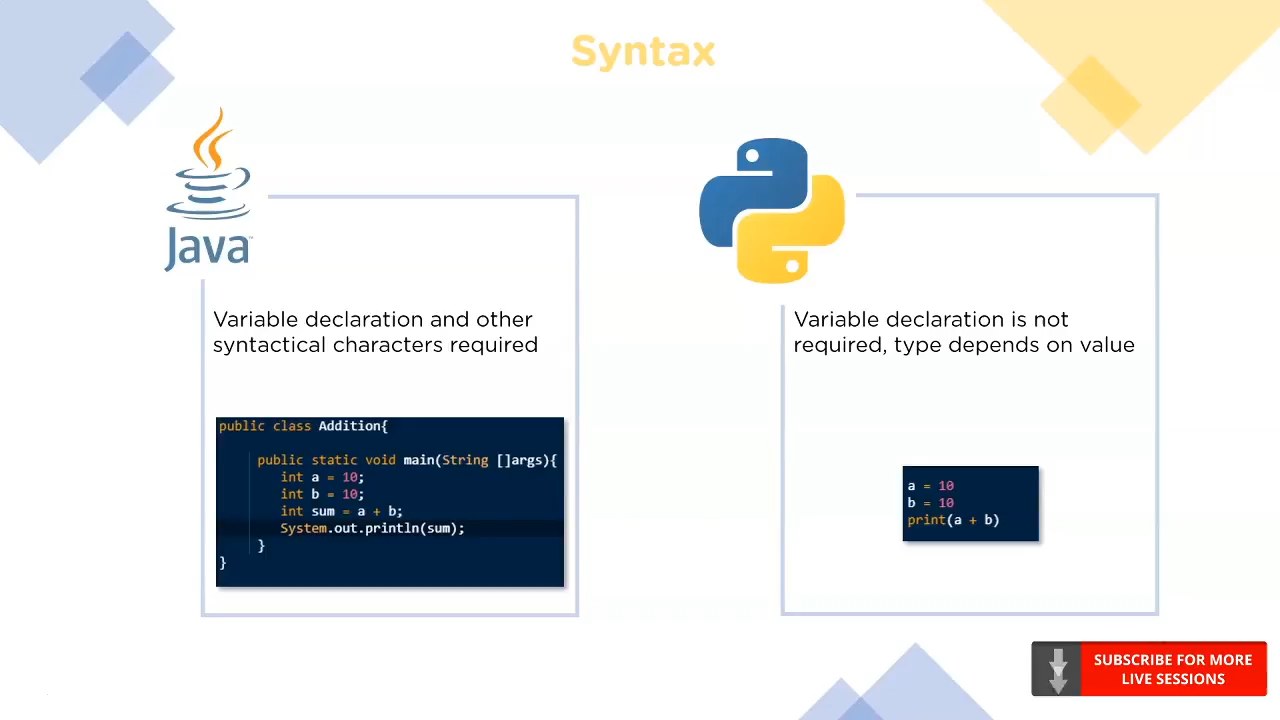 Syntax
Java
Variable declaration and other
syntactical characters required
public class Addition{
public static void main(String []args){
int a = 10;
int b = 10;
int sum = a + b;
System.out.println(sum);
}
}
Variable declaration is not
required, type depends on value
a = 10
b = 10
print(a + b)
SUBSCRIBE FOR MORE
LIVE SESSIONS